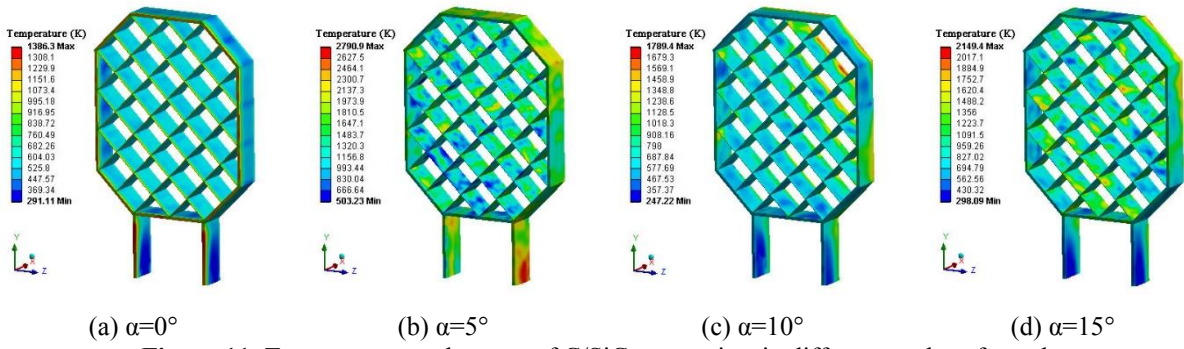 Temperature (K)
1386.3 Max
1308.1
1229.9
1151.6
1073.4
995.18
916.95
838.72
760.49
682.26
604.03
525.8
447.57
369.34
291.11 Min
Y
X
Z
(a) α=0°
Temperature (K)
2790.9 Max
2627.5
2464.1
2300.7
2137.3
1973.9
1810.5
1647.1
1483.7
1320.3
1156.8
993.44
830.04
666.64
503.23 Min
Y
X
Z
(b) α=5°
Temperature (K)
1789.4 Max
1679.3
1569.1
1458.9
1348.8
1238.6
1128.5
1018.3
908.16
798
687.84
577.69
467.53
357.37
247.22 Min
Y
X
Z
(c) α=10°
Temperature (K)
2149.4 Max
2017.1
1884.9
1752.7
1620.4
1488.2
1356
1223.7
1091.5
959.26
827.02
694.79
562.56
430.32
298.09 Min
Y
X
Z
(d) α=15°